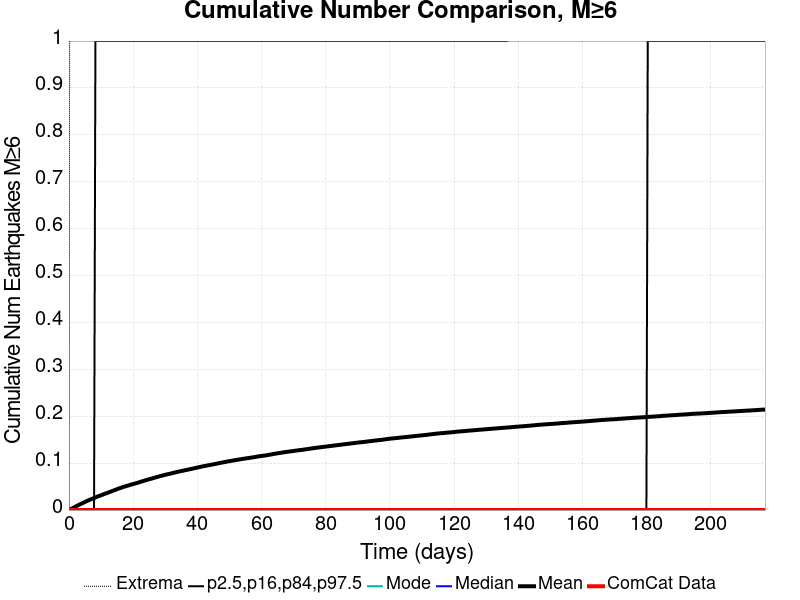 Cumulative Number Comparison, M≥6
Cumulative Num Earthquakes M≥6
1
0.9
0.8
0.7
0.6
0.5
0.4
0.3
0.2
0.1
0
0 20 40 60 80 100 120 140 160 180 200
Time (days)
Extrema p2.5,p16,p84,p97.5 Mode Median Mean ComCat Data